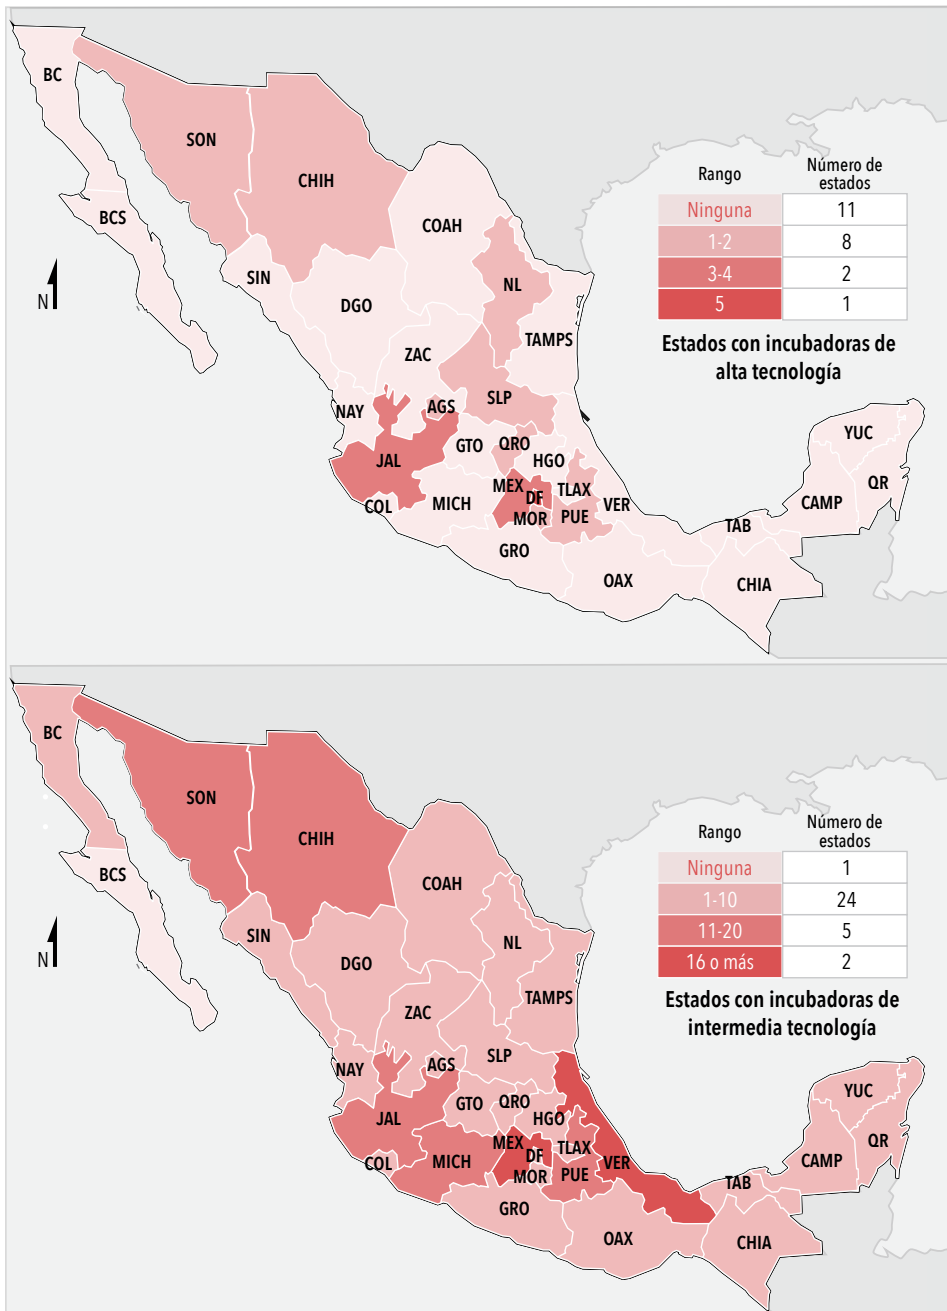 BC
SON
CHIH
BCS
COAH
SIN
NL
DGO
N
TAMPS
ZAC
SLP
NAY
AGS
GTO
QRO
HGO
JAL
MEX
TLAX
DF
COL
MICH
MOR
PUE
VER
GRO
OAX
TAB
CHIA
YUC
QR
CAMP
Rango Número de estados
Ninguna 11
1-2 8
3-4 2
5 1
Estados con incubadoras de
alta tecnología
BC
SON
CHIH
BCS
COAH
SIN
NL
DGO
N
TAMPS
ZAC
SLP
NAY
AGS
GTO
QRO
HGO
JAL
MEX
TLAX
DF
COL
MICH
MOR
PUE
VER
GRO
OAX
TAB
CHIA
YUC
QR
CAMP
Rango Número de estados
Ninguna 1
1-10 24
11-20 5
16 o más 2
Estados con incubadoras de
intermedia tecnología